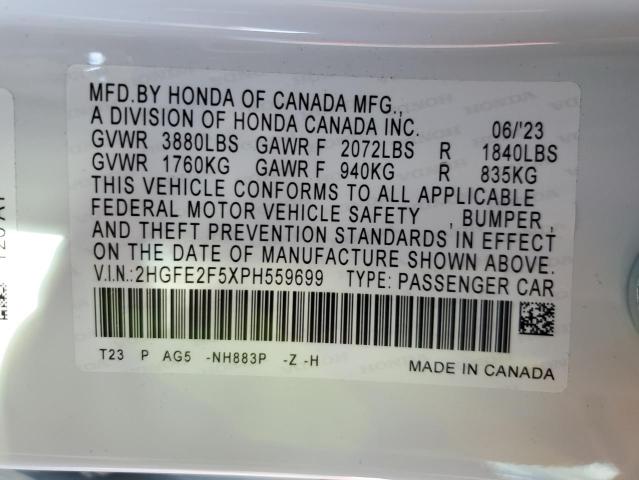 MFD.BY HONDA OF CANADA MFG.,
A DIVISION OF HONDA CANADA INC. 06/'23
GVWR 3880LBS GAWR F 2072LBS R 1840LBS
GVWR 1760KG GAWR F 940KG R 835KG
THIS VEHICLE CONFORMS TO ALL APPLICABLE
FEDERAL MOTOR VEHICLE SAFETY , BUMPER,
AND THEFT PREVENTION STANDARDS IN EFFECT
ON THE DATE OF MANUFACTURE SHOWN ABOVE.
V.I.N.:2HGFE2F5XPH559699 TYPE: PASSENGER CAR
T23 P AG5 -NH883P -Z -H
MADE IN CANADA